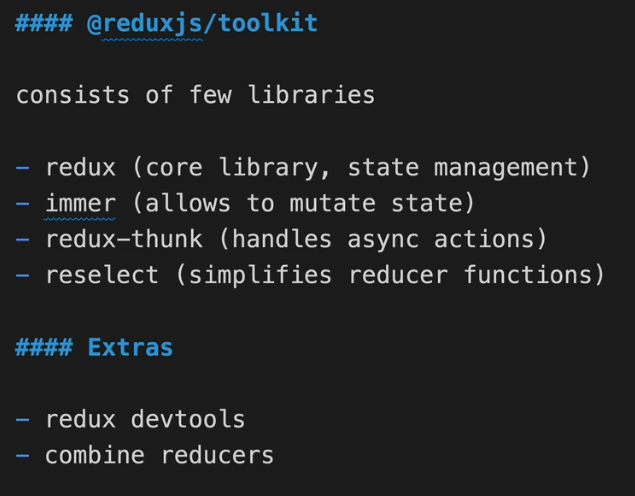 #### @reduxjs/toolkit
consists of few libraries
- redux (core library, state management)
- immer (allows to mutate state)
- redux-thunk (handles async actions)
- reselect (simplifies reducer functions)
#### Extras
- redux devtools
- combine reducers